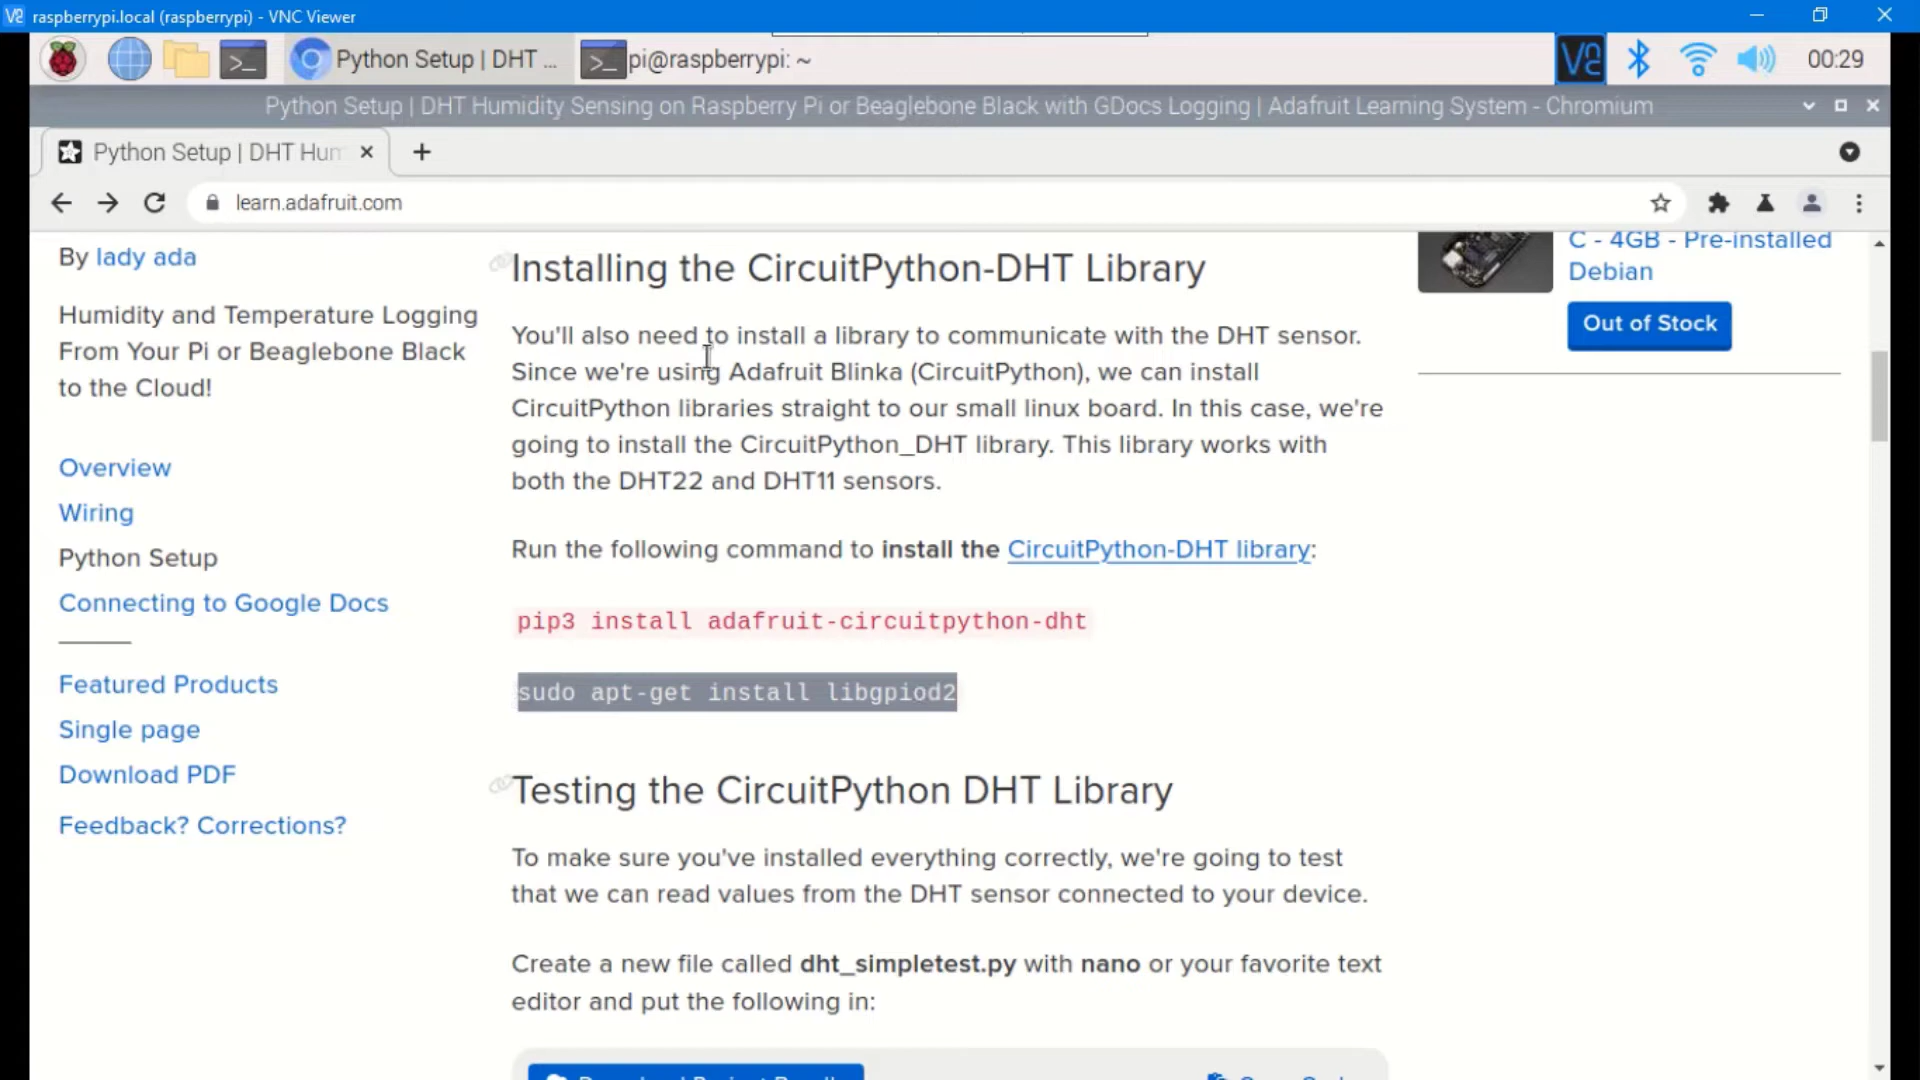 raspberrypi.local (raspberrypi) - VNC Viewer
Python Setup | DHT ...
pi@raspberrypi: ~
00:29
Python Setup | DHT Humidity Sensing on Raspberry Pi or Beaglebone Black with GDocs Logging | Adafruit Learning System - Chromium
Python Setup | DHT Hum
learn.adafruit.com
By lady ada
Humidity and Temperature Logging
From Your Pi or Beaglebone Black
to the Cloud!
Overview
Wiring
Python Setup
Connecting to Google Docs
Featured Products
Single page
Download PDF
Feedback? Corrections?
Installing the CircuitPython-DHT Library
You'll also need to install a library to communicate with the DHT sensor.
Since we're using Adafruit Blinka (CircuitPython), we can install
CircuitPython libraries straight to our small linux board. In this case, we're
going to install the CircuitPython_DHT library. This library works with
both the DHT22 and DHT11 sensors.
Run the following command to install the CircuitPython-DHT library:
pip3 install adafruit-circuitpython-dht
sudo apt-get install libgpiod2
Testing the CircuitPython DHT Library
To make sure you've installed everything correctly, we're going to test
that we can read values from the DHT sensor connected to your device.
Create a new file called dht_simpletest.py with nano or your favorite text
editor and put the following in:
C - 4GB - Pre-installed
Debian
Out of Stock